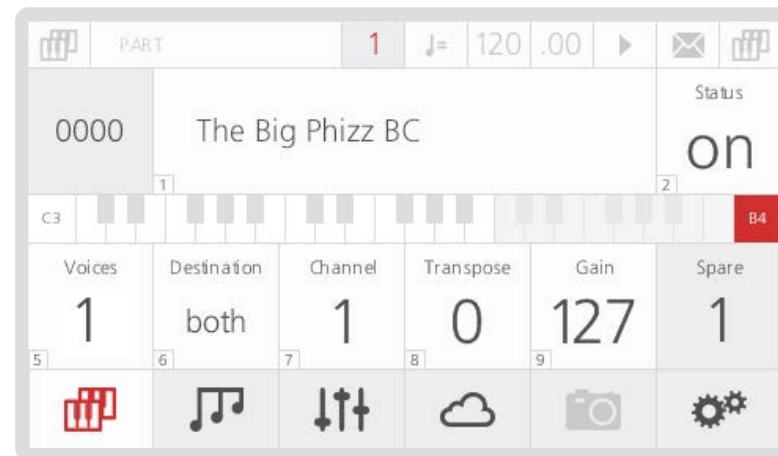 PART 1 ♩= 120 .00
Status
0000 The Big Phizz BC on
1 2
C3 B4
Voices Destination Channel Transpose Gain Spare
1 both 1 0 127 1
5 6 7 8 9